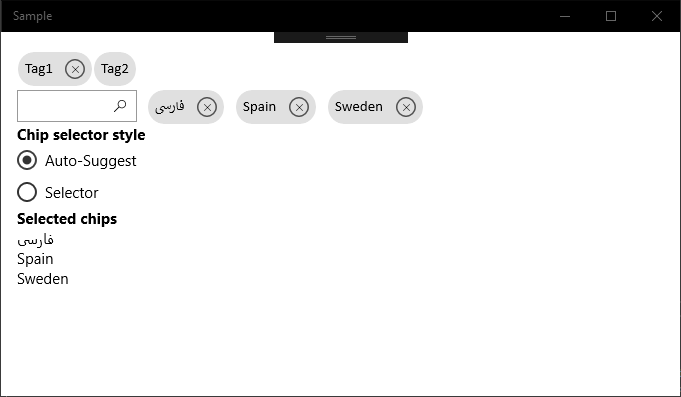 Sample
Tag1 Tag2
فارسی Spain Sweden
Chip selector style
Auto-Suggest
Selector
Selected chips
فارسی
Spain
Sweden